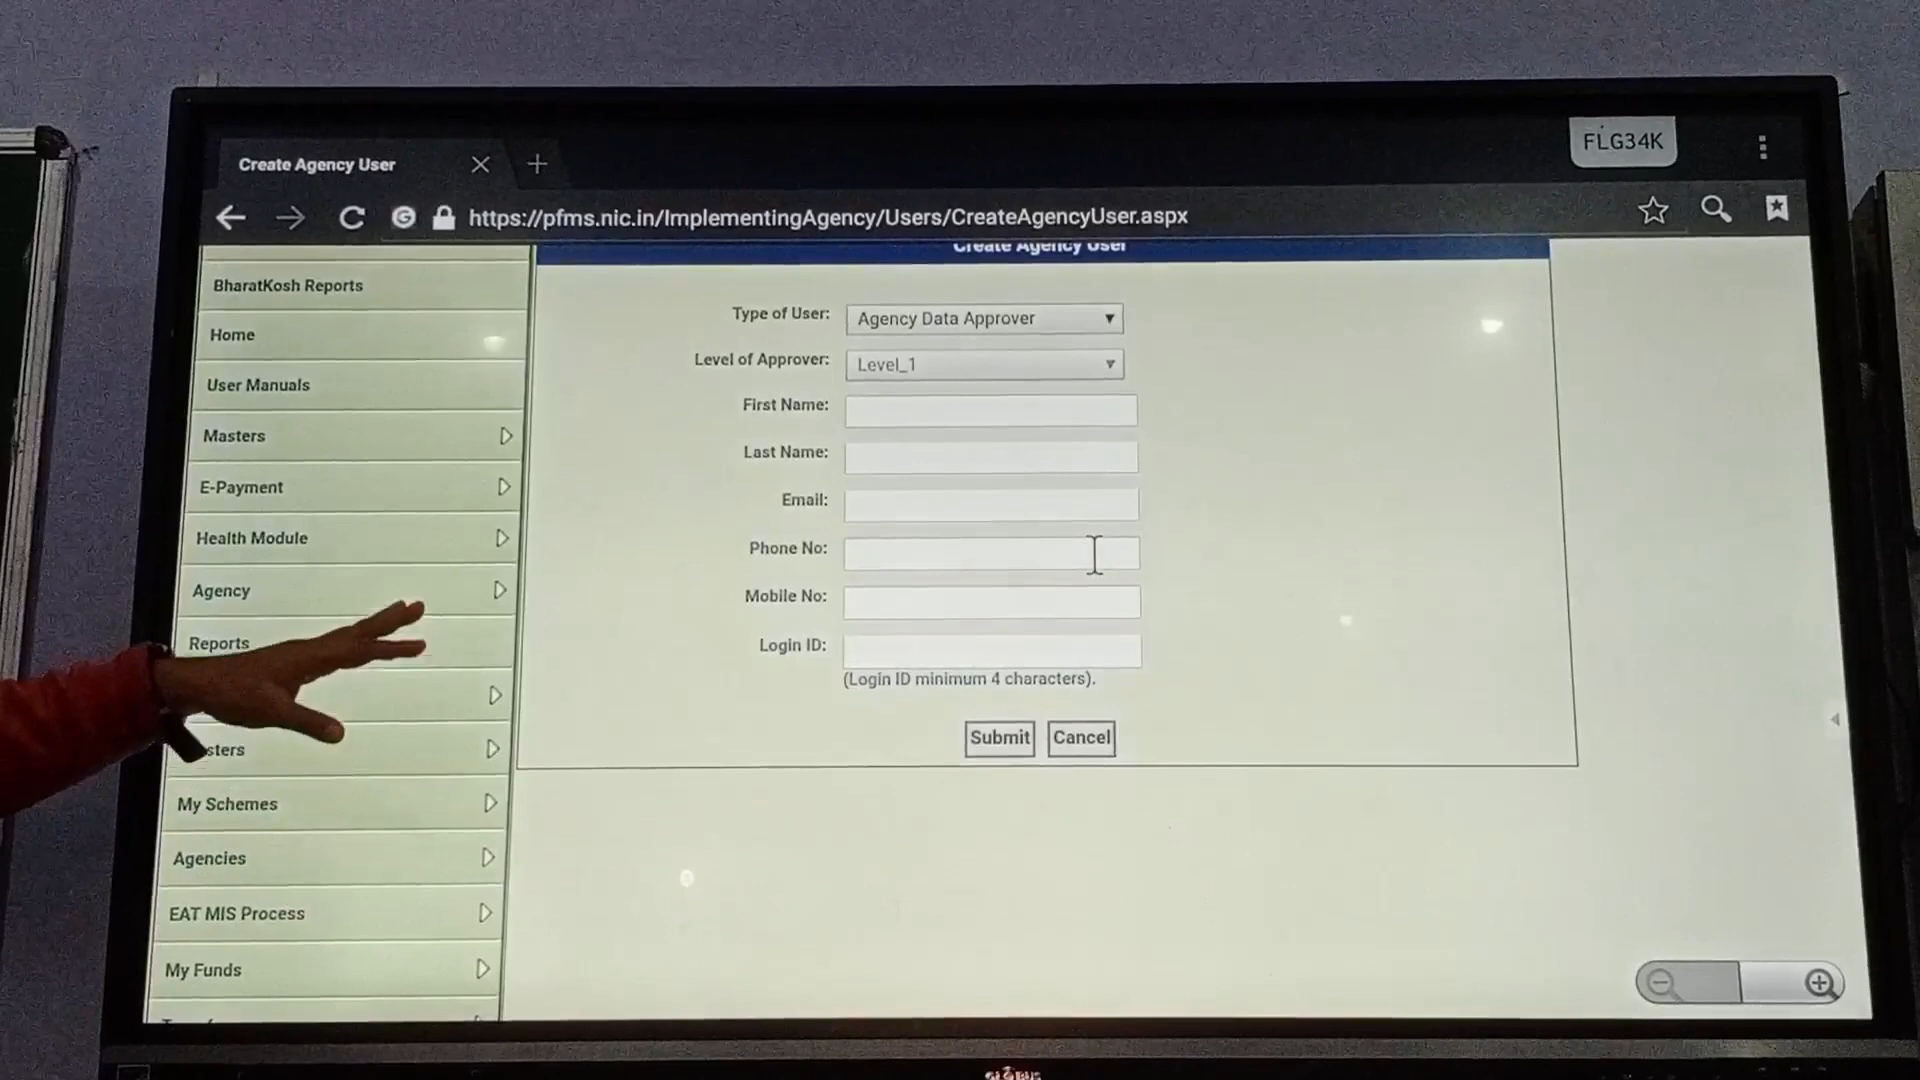 FLG34K
Create Agency User
https://pfms.nic.in/ImplementingAgency/Users/CreateAgencyUser.aspx
Create Agency User
BharatKosh Reports
Home
User Manuals
Masters
E-Payment
Health Module
Agency
Reports
sters
My Schemes
Agencies
EAT MIS Process
My Funds
Type of User: Agency Data Approver
Level of Approver: Level_1
First Name:
Last Name:
Email:
Phone No:
Mobile No:
Login ID:
(Login ID minimum 4 characters).
Submit Cancel
GLOBUS